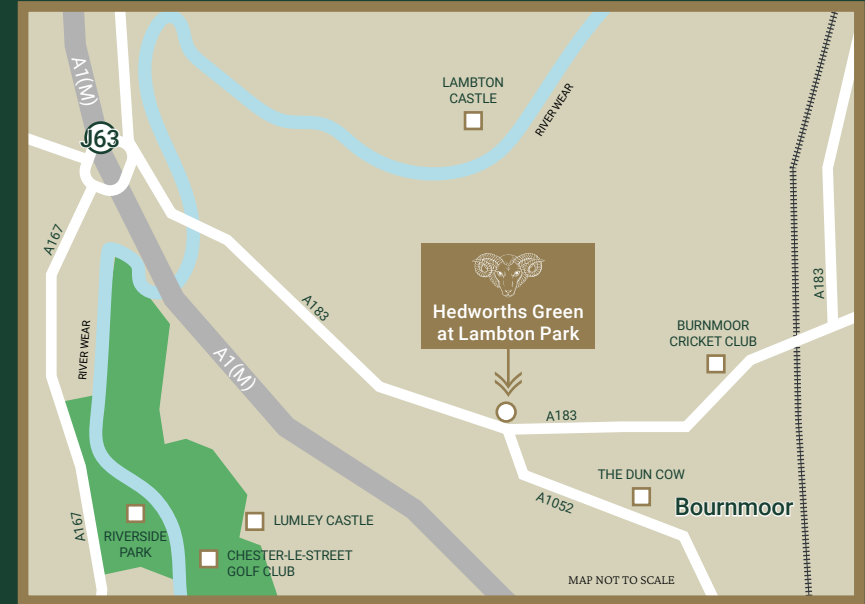 A1(M)
J63
LAMBTON
CASTLE
RIVER WEAR
A167
A183
A183
Hedworths Green
at Lambton Park
RIVER WEAR
BURNMOOR
CRICKET CLUB
A1(M)
A183
THE DUN COW
A1052
Bournmoor
A167
RIVERSIDE
PARK
LUMLEY CASTLE
CHESTER-LE-STREET
GOLF CLUB
MAP NOT TO SCALE